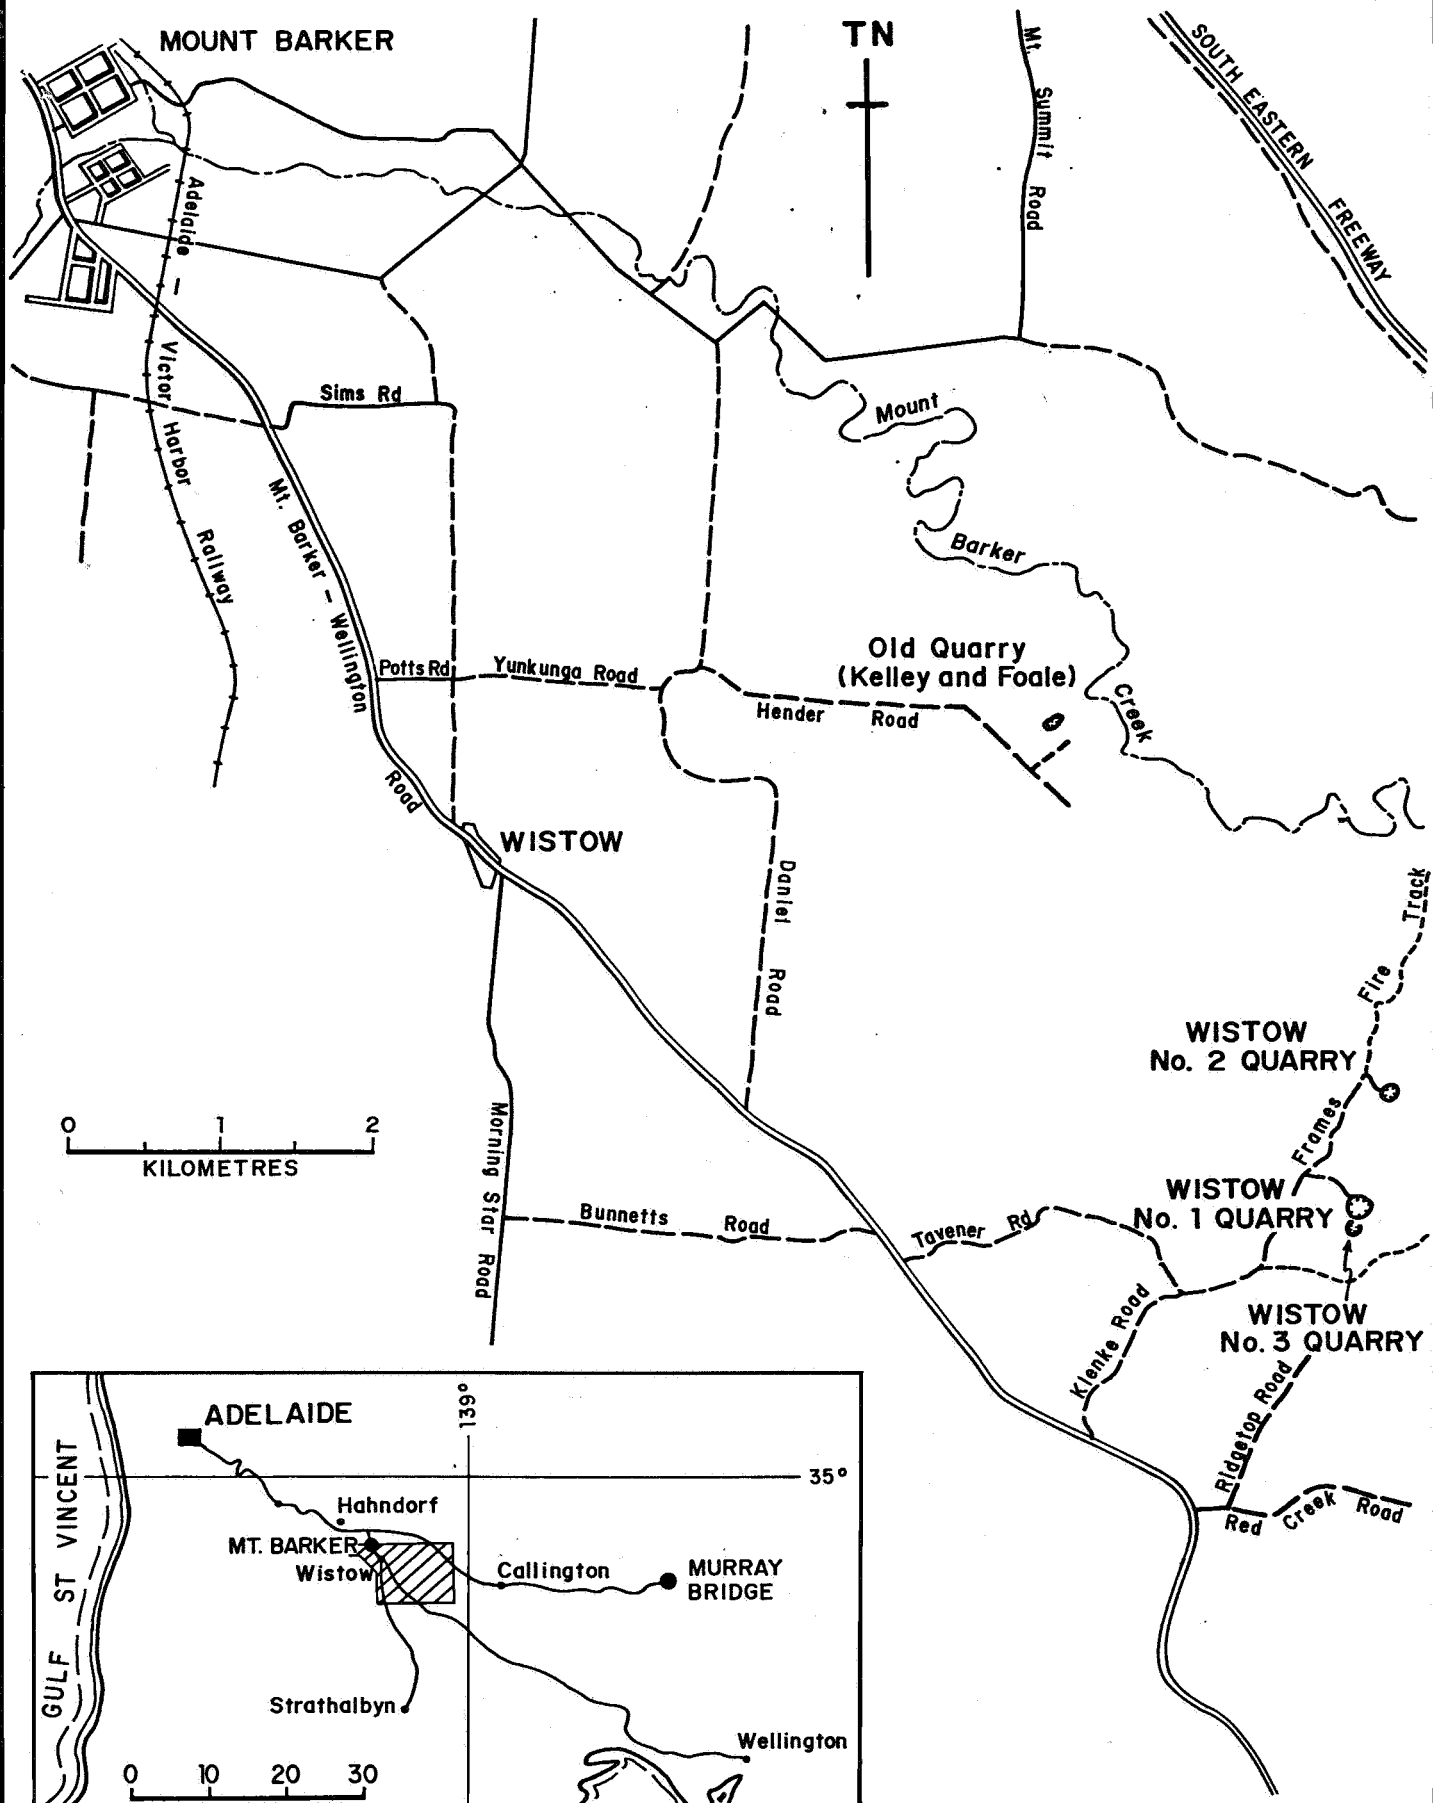 MOUNT BARKER
TN
Mt. Summit Road
SOUTH EASTERN FREEWAY
Adelaide — Victor Harbor Railway
Sims Rd
Mount Barker Creek
Mt. Barker – Wellington Road
Potts Rd
Yunkunga Road
Old Quarry
(Kelley and Foale)
Hender Road
WISTOW
Daniel Road
Frames Fire Track
WISTOW
No. 2 QUARRY
0 1 2
KILOMETRES
Morning Star Road
WISTOW
No. 1 QUARRY
Bunnetts Road
Tavener Rd
Klenke Road
WISTOW
No. 3 QUARRY
Ridgetop Road
Red Creek Road
ADELAIDE
139°
35°
GULF ST VINCENT
Hahndorf
MT. BARKER
Wistow
Callington
MURRAY
BRIDGE
Strathalbyn
Wellington
0 10 20 30